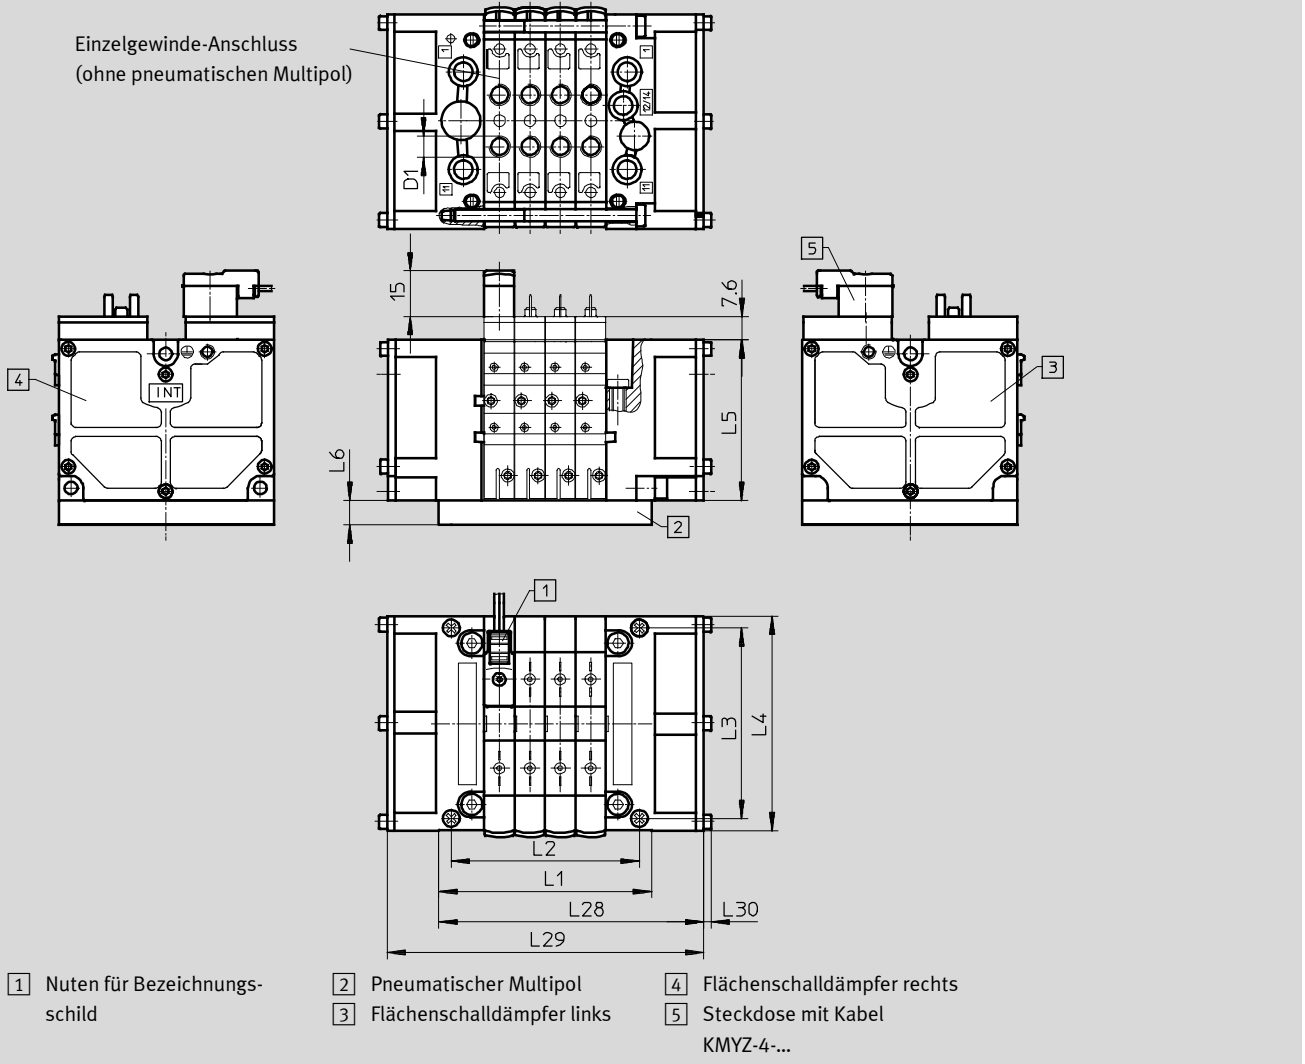 Einzelgewinde-Anschluss
(ohne pneumatischen Multipol)
1
1
12/14
D1
11
11
5
15
7.6
4
INT
3
L5
L6
2
1
L3
L4
L2
L1
L28
L30
L29
1 Nuten für Bezeichnungs-
schild
2 Pneumatischer Multipol
3 Flächenschalldämpfer links
4 Flächenschalldämpfer rechts
5 Steckdose mit Kabel
KMYZ-4-...